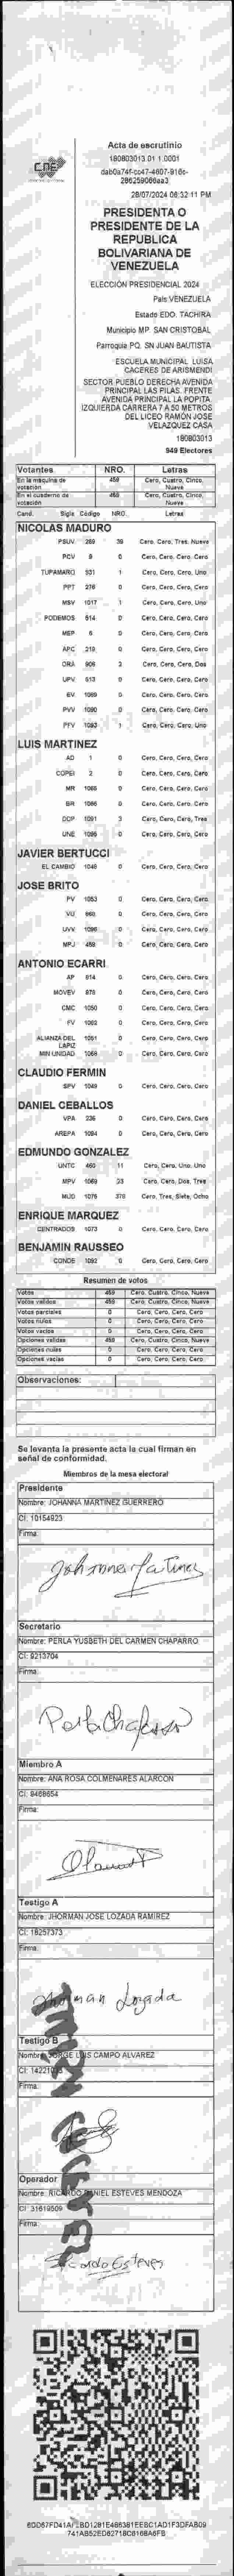 CNE
Acta de escrutinio
180803013 01 1.0001
dab0a74f-cc47-4607-916c-
286259066aa3
28/07/2024 08:32:11 PM
PRESIDENTA O
PRESIDENTE DE LA
REPUBLICA
BOLIVARIANA DE
VENEZUELA
ELECCIÓN PRESIDENCIAL 2024
País VENEZUELA
Estado EDO. TACHIRA
Municipio MP. SAN CRISTOBAL
Parroquia PQ. SN JUAN BAUTISTA
ESCUELA MUNICIPAL LUISA
CACERES DE ARISMENDI
SECTOR PUEBLO DERECHA AVENIDA
PRINCIPAL LAS PILAS. FRENTE
AVENIDA PRINCIPAL LA POPITA.
IZQUIERDA CARRERA 7 A 50 METROS
DEL LICEO RAMÓN JOSE
VELAZQUEZ CASA
180803013
949 Electores
Votantes NRO. Letras
En la máquina de votación 459 Cero, Cuatro, Cinco, Nueve
En el cuaderno de votación 459 Cero, Cuatro, Cinco, Nueve
Cand. Sigla Código NRO. Letras
NICOLAS MADURO
PSUV 269 39 Cero, Cero, Tres, Nueve
PCV 5 0 Cero, Cero, Cero, Cero
TUPAMARO 531 1 Cero, Cero, Cero, Uno
PPT 276 0 Cero, Cero, Cero, Cero
MSV 1017 1 Cero, Cero, Cero, Uno
PODEMOS 514 0 Cero, Cero, Cero, Cero
MEP 6 0 Cero, Cero, Cero, Cero
APC 219 0 Cero, Cero, Cero, Cero
ORA 906 2 Cero, Cero, Cero, Dos
UPV 513 0 Cero, Cero, Cero, Cero
EV 1069 0 Cero, Cero, Cero, Cero
PVV 1090 0 Cero, Cero, Cero, Cero
PFV 1093 1 Cero, Cero, Cero, Uno
LUIS MARTINEZ
AD 1 0 Cero, Cero, Cero, Cero
COPEI 2 0 Cero, Cero, Cero, Cero
MR 1065 0 Cero, Cero, Cero, Cero
BR 1066 0 Cero, Cero, Cero, Cero
DDP 1091 3 Cero, Cero, Cero, Tres
UNE 1096 0 Cero, Cero, Cero, Cero
JAVIER BERTUCCI
EL CAMBIO 1046 0 Cero, Cero, Cero, Cero
JOSE BRITO
PV 1053 0 Cero, Cero, Cero, Cero
VU 960 0 Cero, Cero, Cero, Cero
UVV 1096 0 Cero, Cero, Cero, Cero
MPJ 458 0 Cero, Cero, Cero, Cero
ANTONIO ECARRI
AP 914 0 Cero, Cero, Cero, Cero
MOVEV 978 0 Cero, Cero, Cero, Cero
CMC 1050 0 Cero, Cero, Cero, Cero
FV 1002 0 Cero, Cero, Cero, Cero
ALIANZA DEL LAPIZ 1051 0 Cero, Cero, Cero, Cero
MIN UNIDAD 1068 0 Cero, Cero, Cero, Cero
CLAUDIO FERMIN
SPV 1049 0 Cero, Cero, Cero, Cero
DANIEL CEBALLOS
VPA 236 0 Cero, Cero, Cero, Cero
AREPA 1094 0 Cero, Cero, Cero, Cero
EDMUNDO GONZALEZ
UNTC 460 11 Cero, Cero, Uno, Uno
MPV 1069 23 Cero, Cero, Dos, Tres
MUD 1076 378 Cero, Tres, Siete, Ocho
ENRIQUE MARQUEZ
CENTRADOS 1073 0 Cero, Cero, Cero, Cero
BENJAMIN RAUSSEO
CONDE 1092 0 Cero, Cero, Cero, Cero
Resumen de votos
Votos 459 Cero, Cuatro, Cinco, Nueve
Votos válidos 459 Cero, Cuatro, Cinco, Nueve
Votos parciales 0 Cero, Cero, Cero, Cero
Votos nulos 0 Cero, Cero, Cero, Cero
Votos vacíos 0 Cero, Cero, Cero, Cero
Opciones válidas 459 Cero, Cuatro, Cinco, Nueve
Opciones nulas 0 Cero, Cero, Cero, Cero
Opciones vacías 0 Cero, Cero, Cero, Cero
Observaciones:
Se levanta la presente acta la cual firman en
señal de conformidad.
Miembros de la mesa electoral
Presidente
Nombre: JOHANNA MARTINEZ GUERRERO
CI: 10154923
Firma:
Johanna Martinez
Secretario
Nombre: PERLA YUSBETH DEL CARMEN CHAPARRO
CI: 9213704
Firma:
Perla Chaparro
Miembro A
Nombre: ANA ROSA COLMENARES ALARCON
CI: 9468654
Firma:
Testigo A
Nombre: JHORMAN JOSE LOZADA RAMIREZ
CI: 18257373
Firma:
Jhorman Lozada
Testigo B
Nombre: JORGE LUIS CAMPO ALVAREZ
Firma:
Operador
Nombre: RICARDO DANIEL ESTEVES MENDOZA
CI: 31619509
Firma:
Ricardo Esteves